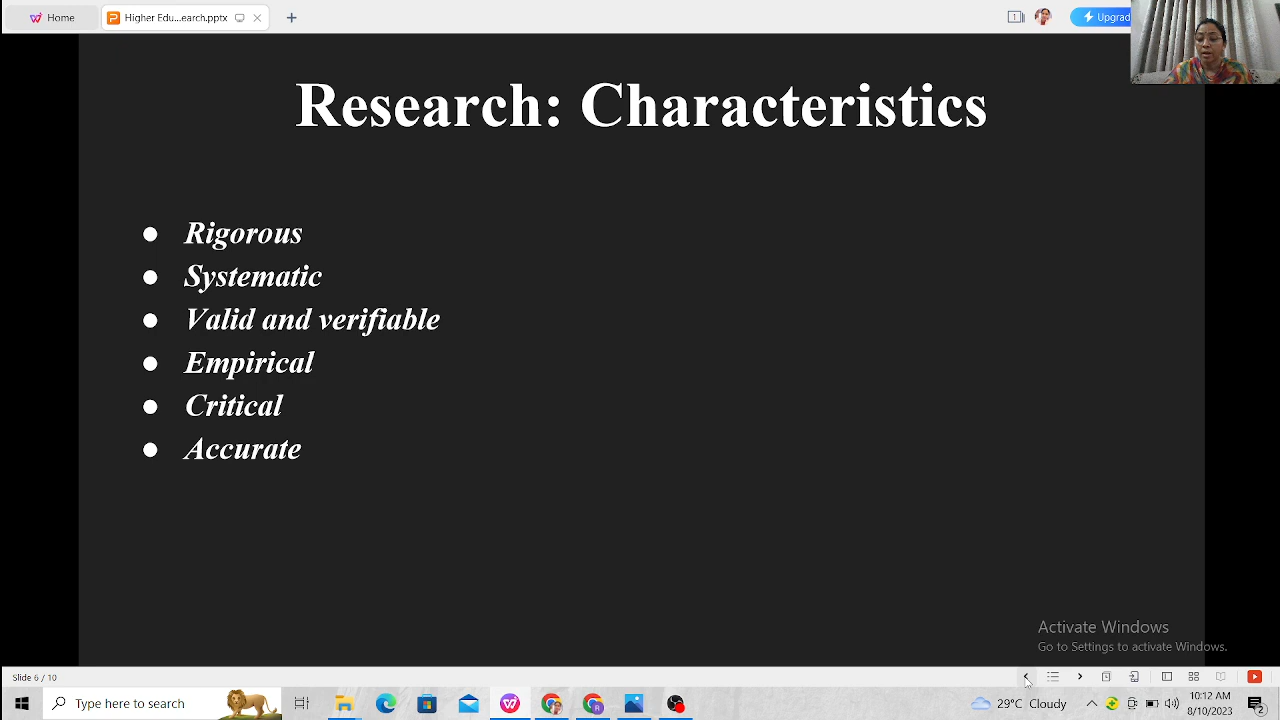 Home
Higher Edu...earch.pptx
1
Upgrad
Research: Characteristics
Rigorous
Systematic
Valid and verifiable
Empirical
Critical
Accurate
Activate Windows
Go to Settings to activate Windows.
Slide 6 / 10
Type here to search
29°C Cloudy
10:12 AM
8/10/2023
2